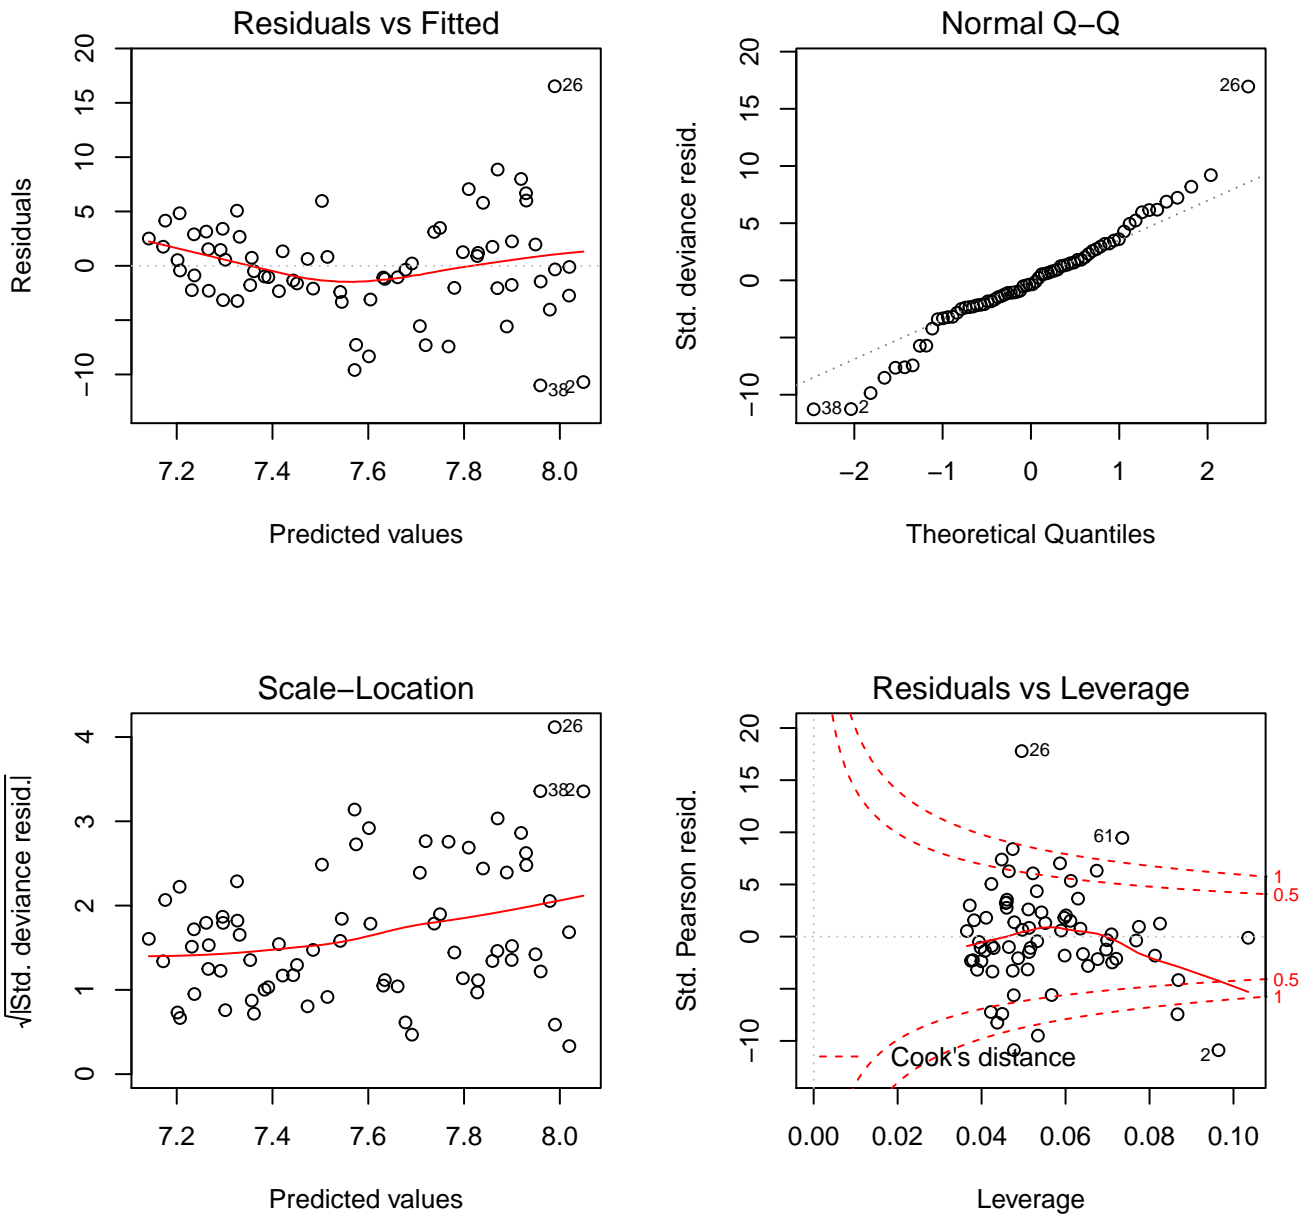 Residuals vs Fitted
Residuals
20
15
10
5
0
−10
26
38
2
7.2 7.4 7.6 7.8 8.0
Predicted values
Normal Q−Q
Std. deviance resid.
20
15
10
5
0
−10
26
38
2
−2 −1 0 1 2
Theoretical Quantiles
Scale−Location
√|Std. deviance resid.|
4
3
2
1
0
26
38
2
7.2 7.4 7.6 7.8 8.0
Predicted values
Residuals vs Leverage
Std. Pearson resid.
20
15
10
5
0
−10
26
61
2
1
0.5
0.5
1
Cook's distance
0.00 0.02 0.04 0.06 0.08 0.10
Leverage